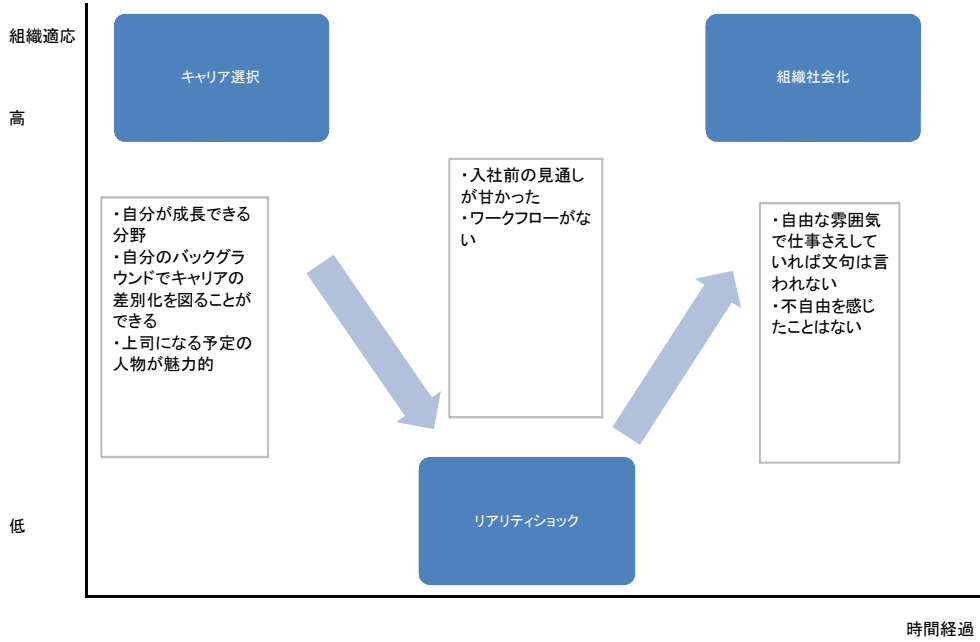 組織適応
高
低
キャリア選択
組織社会化
・自分が成長できる
分野
・自分のバックグラ
ウンドでキャリアの
差別化を図ることが
できる
・上司になる予定の
人物が魅力的
・入社前の見通し
が甘かった
・ワークフローがな
い
・自由な雰囲気
で仕事さえして
いれば文句は言
われない
・不自由を感じ
たことはない
リアリティショック
時間経過